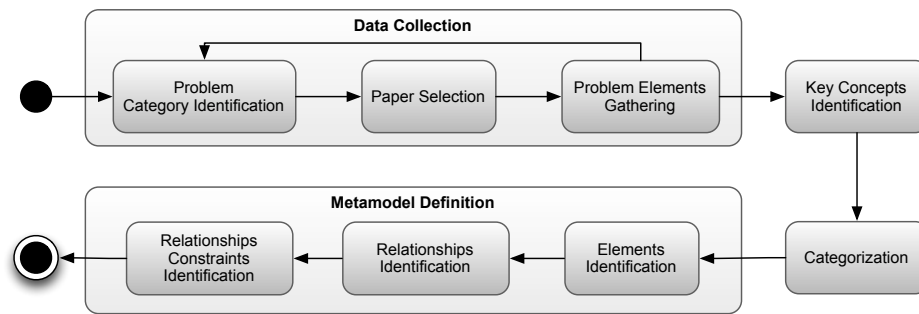 Data Collection
Problem
Category Identification
Paper Selection
Problem Elements
Gathering
Key Concepts
Identification
Metamodel Definition
Relationships
Constraints
Identification
Relationships
Identification
Elements
Identification
Categorization